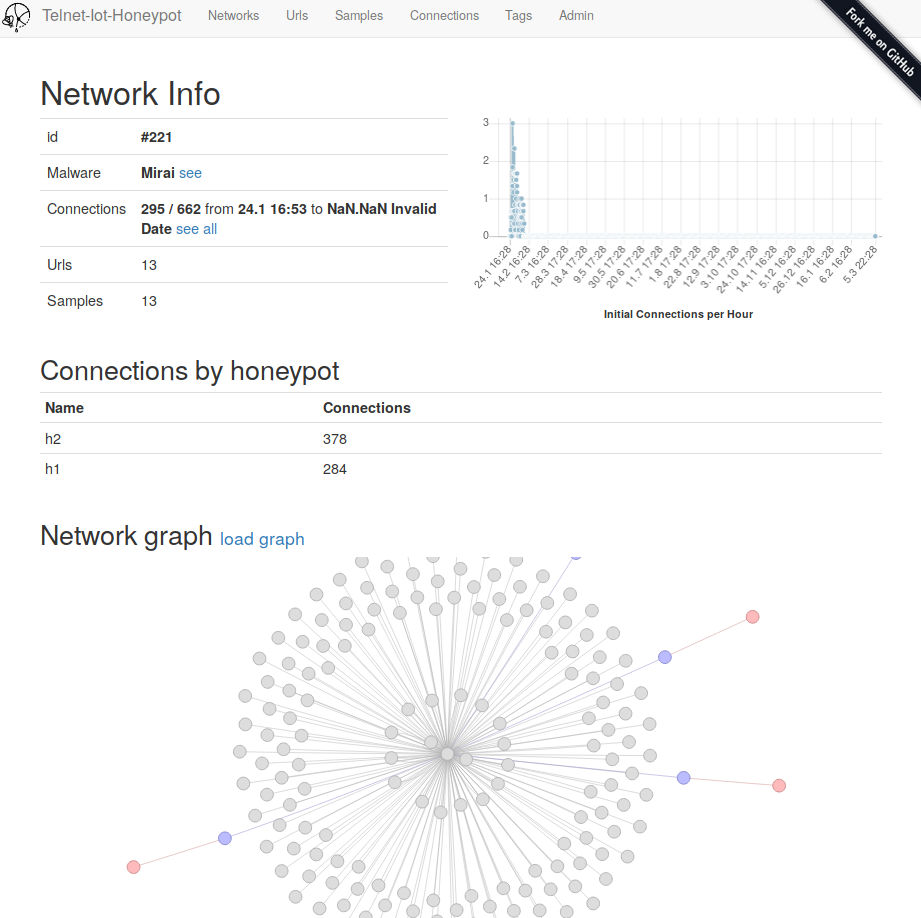 Telnet-Iot-Honeypot Networks Urls Samples Connections Tags Admin
Fork me on GitHub
Network Info
id #221
Malware Mirai see
Connections 295 / 662 from 24.1 16:53 to NaN.NaN Invalid
Date see all
Urls 13
Samples 13
3
2
1
0
24.1 16:28
14.2 16:28
7.3 16:28
28.3 17:28
18.4 17:28
9.5 17:28
30.5 17:28
20.6 17:28
11.7 17:28
1.8 17:28
22.8 17:28
12.9 17:28
3.10 17:28
24.10 17:28
14.11 16:28
5.12 16:28
26.12 16:28
16.1 16:28
6.2 16:28
5.3 22:28
Initial Connections per Hour
Connections by honeypot
Name Connections
h2 378
h1 284
Network graph load graph